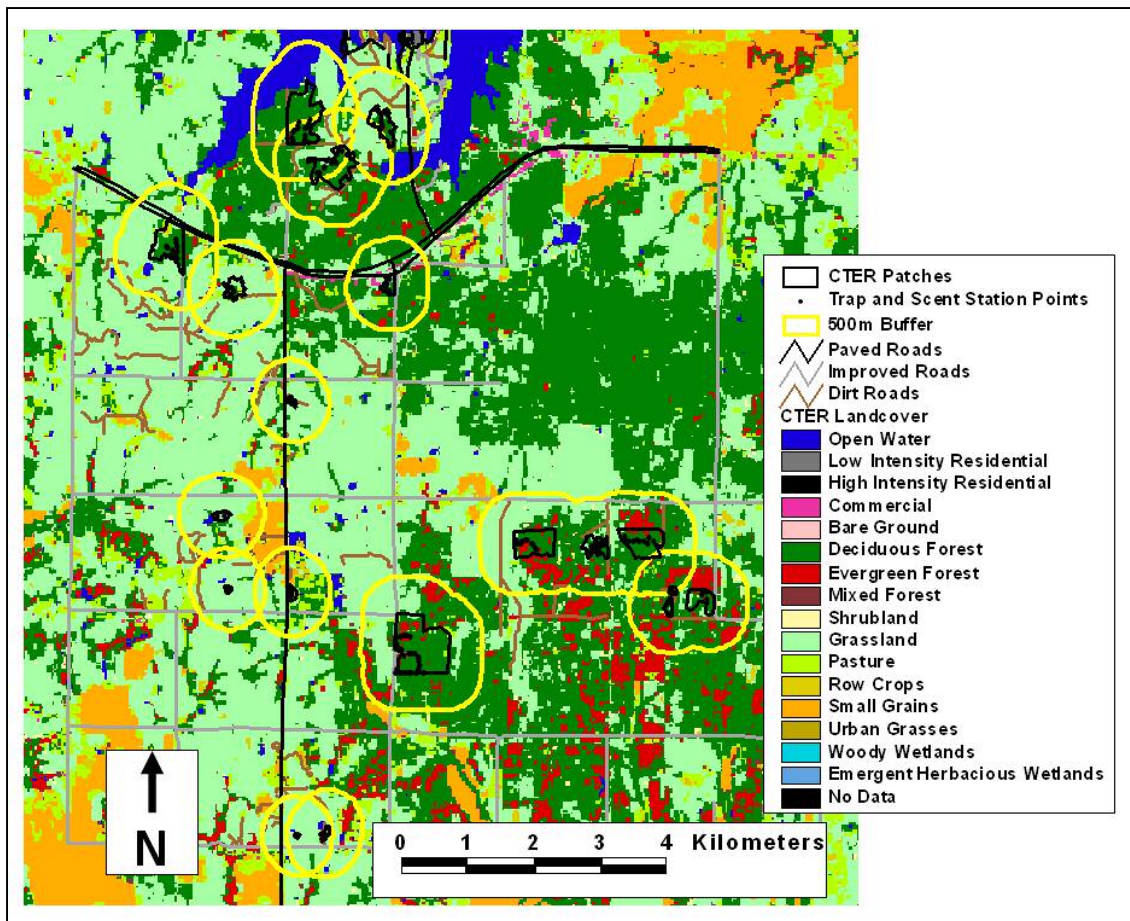 CTER Patches
Trap and Scent Station Points
500m Buffer
Paved Roads
Improved Roads
Dirt Roads
CTER Landcover
Open Water
Low Intensity Residential
High Intensity Residential
Commercial
Bare Ground
Deciduous Forest
Evergreen Forest
Mixed Forest
Shrubland
Grassland
Pasture
Row Crops
Small Grains
Urban Grasses
Woody Wetlands
Emergent Herbacious Wetlands
No Data
N
0 1 2 3 4 Kilometers